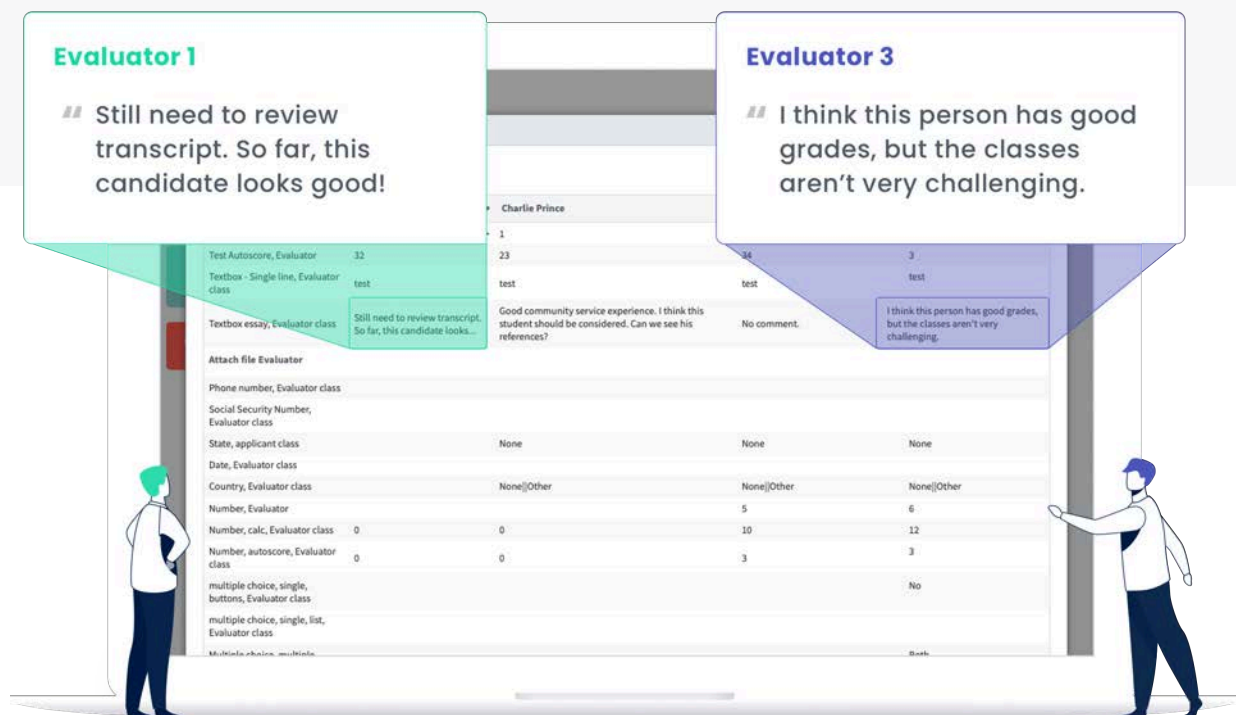 Evaluator 1
" Still need to review
transcript. So far, this
candidate looks good!
Evaluator 3
" I think this person has good
grades, but the classes
aren't very challenging.
Charlie Prince
1
Test Autoscore, Evaluator 32 23 34 3
Textbox - Single line, Evaluator
class test test test test
Textbox essay, Evaluator class
Still need to review transcript.
So far, this candidate looks...
Good community service experience. I think this
student should be considered. Can we see his
references?
No comment.
I think this person has good grades,
but the classes aren't very
challenging.
Attach file Evaluator
Phone number, Evaluator class
Social Security Number,
Evaluator class
State, applicant class None None None
Date, Evaluator class
Country, Evaluator class None||Other None||Other None||Other
Number, Evaluator 5 6
Number, calc, Evaluator class 0 0 10 12
Number, autoscore, Evaluator
class 0 0 3 3
multiple choice, single,
buttons, Evaluator class No
multiple choice, single, list,
Evaluator class
Multiple choice, multiple Both